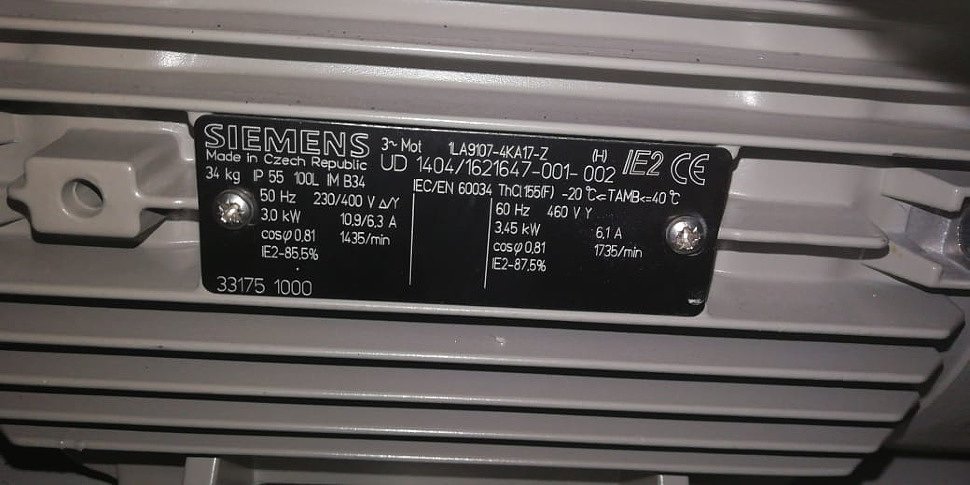 SIEMENS 3~ Mot 1LA9107-4KA17-Z (H) IE2 CE
Made in Czech Republic UD 1404/1621647-001-002
34 kg IP 55 100L IM B34 IEC/EN 60034 ThCl.155(F) -20 °C<=TAMB<=40 °C
50 Hz 230/400 V Δ/Y
3,0 kW 10.9/6.3 A
cosφ 0,81 1435/min
IE2-85,5%
60 Hz 460 V Y
3.45 kW 6,1 A
cosφ 0,81 1735/min
IE2-87,5%
33175 1000